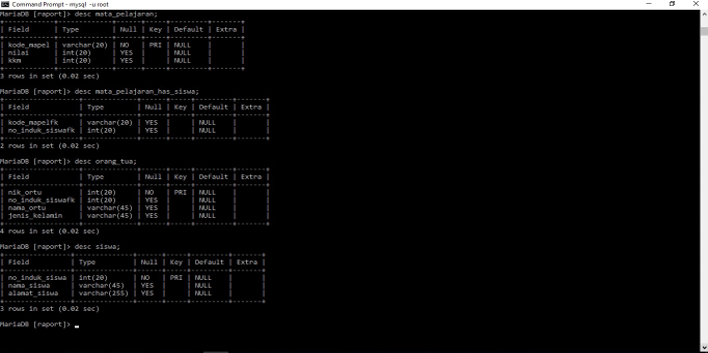 Command Prompt - mysql -u root
MariaDB [raport]> desc mata_pelajaran;
+------------+-------------+------+-----+---------+-------+
| Field | Type | Null | Key | Default | Extra |
+------------+-------------+------+-----+---------+-------+
| kode_mapel | varchar(20) | NO | PRI | NULL | |
| nilai | int(20) | YES | | NULL | |
| kkm | int(20) | YES | | NULL | |
+------------+-------------+------+-----+---------+-------+
3 rows in set (0.02 sec)
MariaDB [raport]> desc mata_pelajaran_has_siswa;
+------------------+-------------+------+-----+---------+-------+
| Field | Type | Null | Key | Default | Extra |
+------------------+-------------+------+-----+---------+-------+
| kode_mapelfk | varchar(20) | YES | | NULL | |
| no_induk_siswafk | int(20) | YES | | NULL | |
+------------------+-------------+------+-----+---------+-------+
2 rows in set (0.02 sec)
MariaDB [raport]> desc orang_tua;
+------------------+-------------+------+-----+---------+-------+
| Field | Type | Null | Key | Default | Extra |
+------------------+-------------+------+-----+---------+-------+
| nik_ortu | int(20) | NO | PRI | NULL | |
| no_induk_siswafk | int(20) | YES | | NULL | |
| nama_ortu | varchar(45) | YES | | NULL | |
| jenis_kelamin | varchar(45) | YES | | NULL | |
+------------------+-------------+------+-----+---------+-------+
4 rows in set (0.02 sec)
MariaDB [raport]> desc siswa;
+----------------+--------------+------+-----+---------+-------+
| Field | Type | Null | Key | Default | Extra |
+----------------+--------------+------+-----+---------+-------+
| no_induk_siswa | int(20) | NO | PRI | NULL | |
| nama_siswa | varchar(45) | YES | | NULL | |
| alamat_siswa | varchar(255) | YES | | NULL | |
+----------------+--------------+------+-----+---------+-------+
3 rows in set (0.02 sec)
MariaDB [raport]>